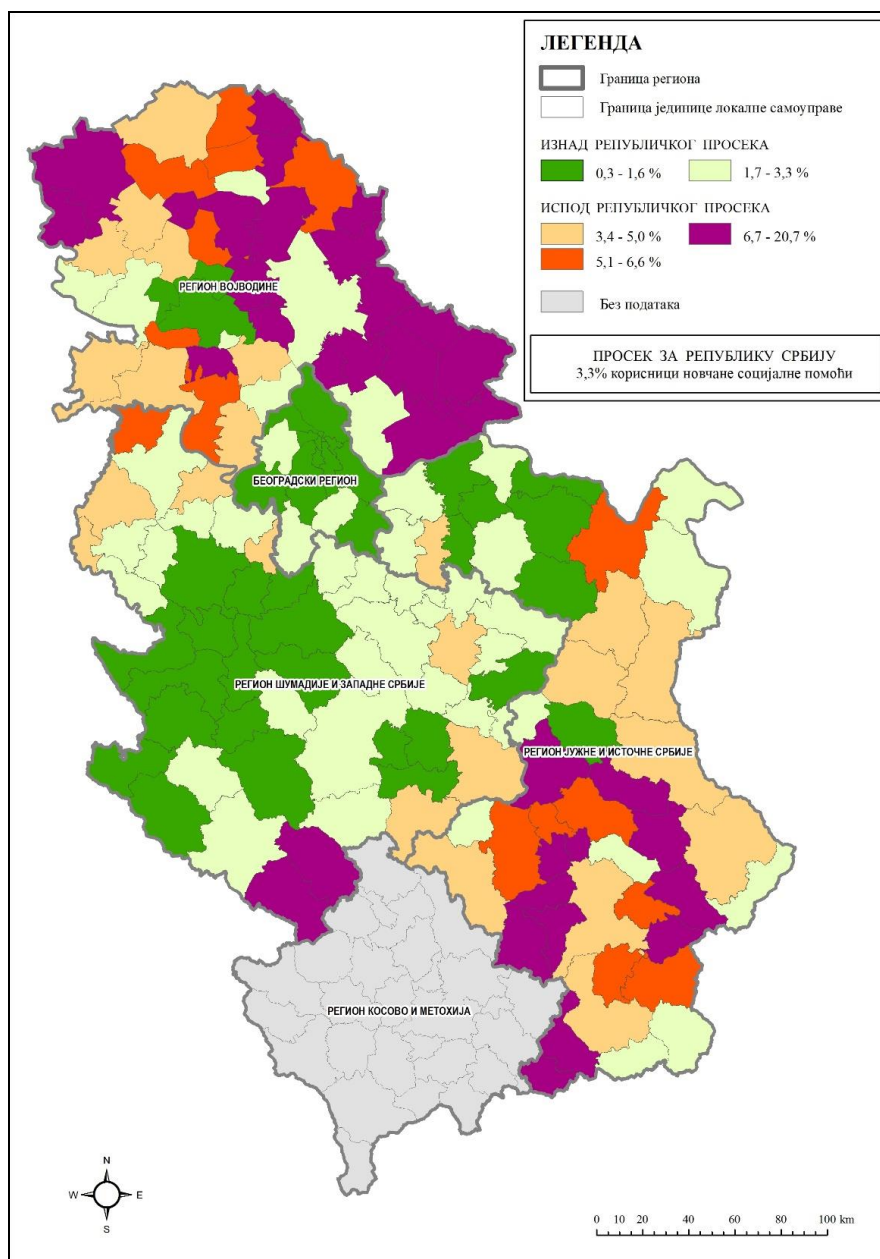 ЛЕГЕНДА
Граница региона
Граница јединице локалне самоуправе
ИЗНАД РЕПУБЛИЧКОГ ПРОСЕКА
0,3 - 1,6 %
1,7 - 3,3 %
ИСПОД РЕПУБЛИЧКОГ ПРОСЕКА
3,4 - 5,0 %
6,7 - 20,7 %
5,1 - 6,6 %
Без података
ПРОСЕК ЗА РЕПУБЛИКУ СРБИЈУ
3,3% корисници новчане социјалне помоћи
РЕГИОН ВОЈВОДИНЕ
БЕОГРАДСКИ РЕГИОН
РЕГИОН ШУМАДИЈЕ И ЗАПАДНЕ СРБИЈЕ
РЕГИОН ЈУЖНЕ И ИСТОЧНЕ СРБИЈЕ
РЕГИОН КОСОВО И МЕТОХИЈА
N
W E
S
0 10 20 40 60 80 100 km